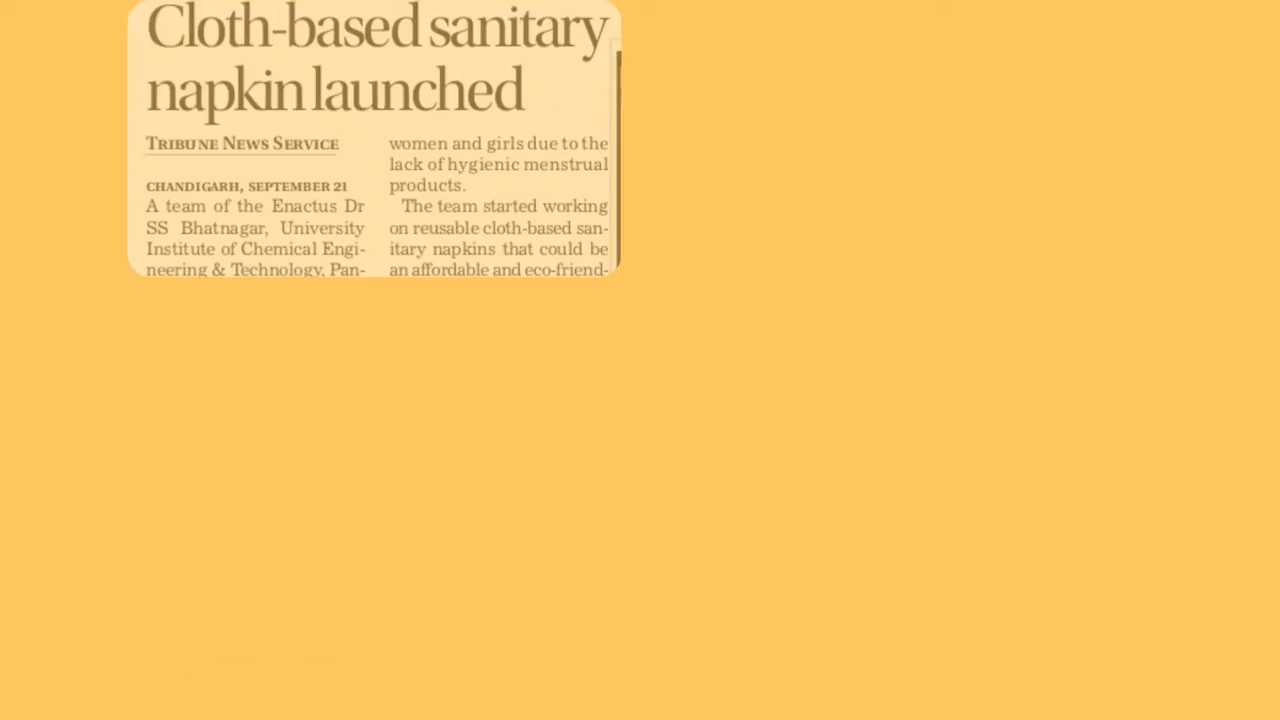 Cloth-based sanitary
napkin launched
TRIBUNE NEWS SERVICE
CHANDIGARH, SEPTEMBER 21
A team of the Enactus Dr
SS Bhatnagar, University
Institute of Chemical Engi-
neering & Technology, Pan-
women and girls due to the
lack of hygienic menstrual
products.
The team started working
on reusable cloth-based san-
itary napkins that could be
an affordable and eco-friend-